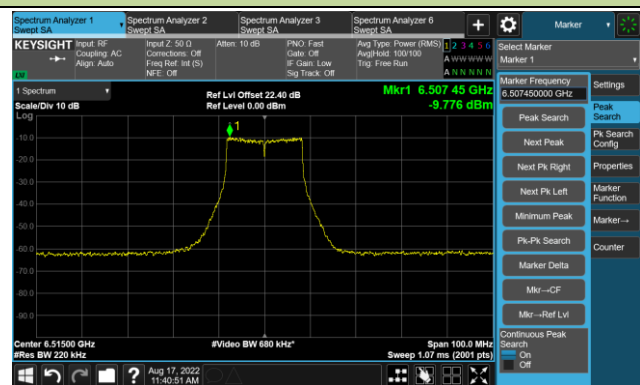 Spectrum Analyzer 1
Swept SA
Spectrum Analyzer 2
Swept SA
Spectrum Analyzer 3
Swept SA
Spectrum Analyzer 6
Swept SA
+
Marker
KEYSIGHT
Input: RF
Coupling: AC
Align: Auto
Input Z: 50 Ω
Corrections: Off
Freq Ref: Int (S)
NFE: Off
Atten: 10 dB
PNO: Fast
Gate: Off
IF Gain: Low
Sig Track: Off
Avg Type: Power (RMS)
Avg|Hold: 100/100
Trig: Free Run
1 2 3 4 5 6
A W W W W W
A N N N N N
LVI
Select Marker
Marker 1
1 Spectrum
Scale/Div 10 dB
Log
Ref Lvl Offset 22.40 dB
Ref Level 0.00 dBm
Mkr1 6.507 45 GHz
-9.776 dBm
1
-10.0
-20.0
-30.0
-40.0
-50.0
-60.0
-70.0
-80.0
-90.0
Center 6.51500 GHz
#Res BW 220 kHz
#Video BW 680 kHz*
Span 100.0 MHz
Sweep 1.07 ms (2001 pts)
Marker Frequency
6.507450000 GHz
Peak Search
Next Peak
Next Pk Right
Next Pk Left
Minimum Peak
Pk-Pk Search
Marker Delta
Mkr→CF
Mkr→Ref Lvl
Continuous Peak
Search
On
Off
Settings
Peak
Search
Pk Search
Config
Properties
Marker
Function
Marker→
Counter
?
Aug 17, 2022
11:40:51 AM